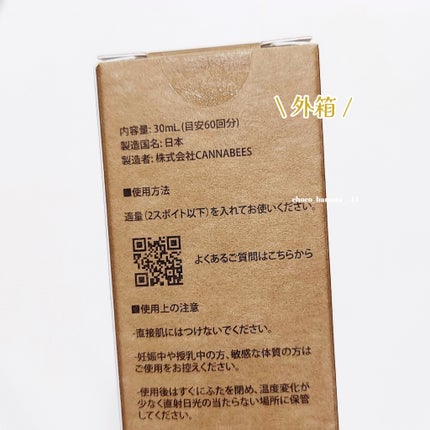 \ 外箱 /
内容量: 30mL (目安60回分)
製造国名: 日本
製造者: 株式会社CANNABEES
■使用方法
適量(2スポイト以下)を入れてお使いください。
よくあるご質問はこちらから
■使用上の注意
・直接肌にはつけないでください。
・妊娠中や授乳中の方、敏感な体質の方は
ご使用をお控えください。
・使用後はすぐにふたを閉め、温度変化が
少なく直射日光の当たらない場所に保管
してください。